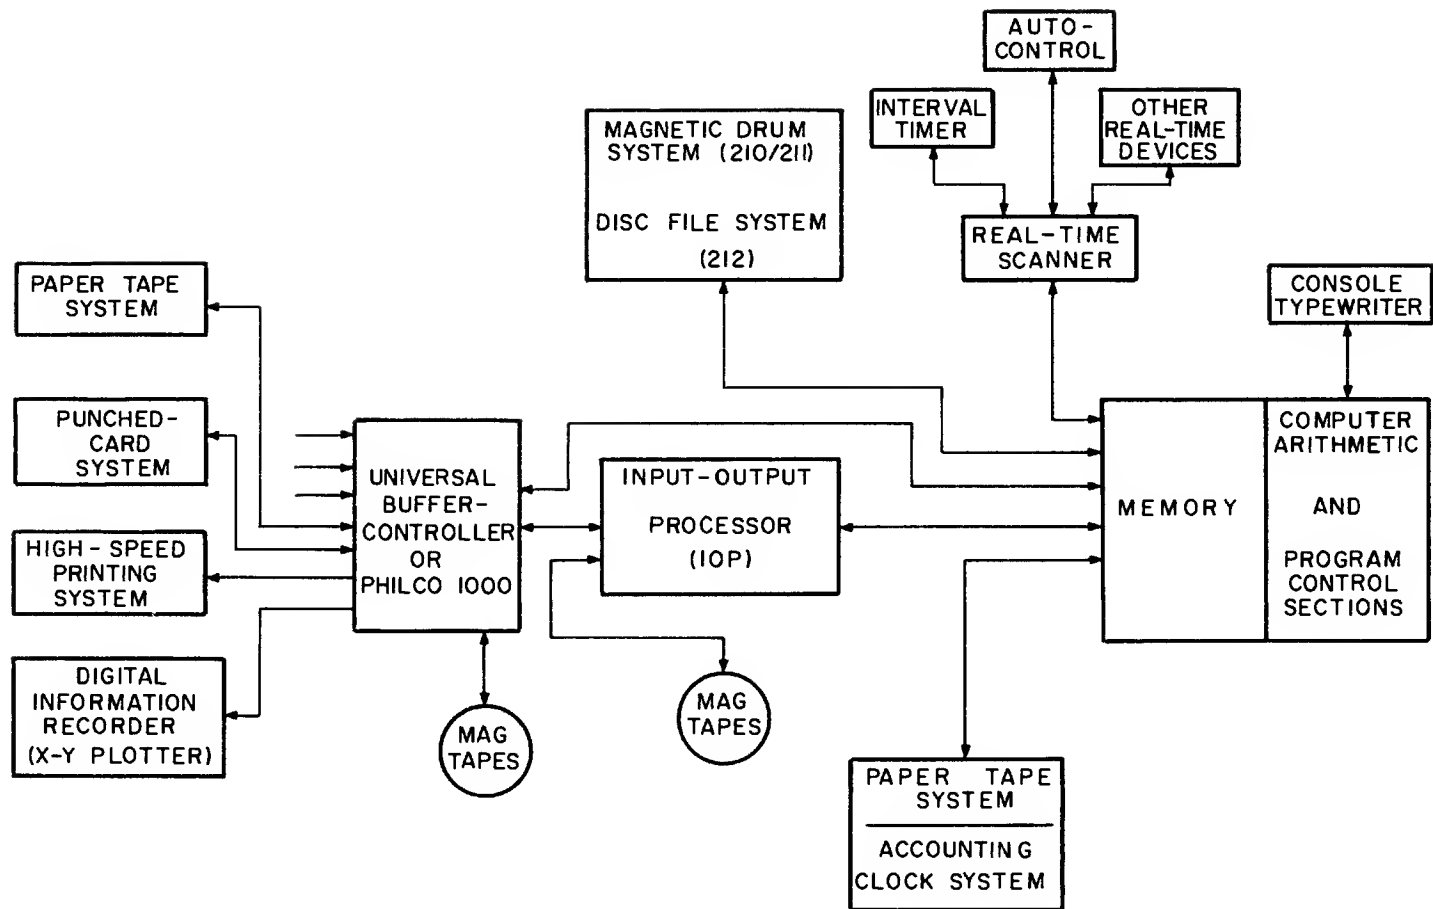 AUTO-
CONTROL
INTERVAL
TIMER
OTHER
REAL-TIME
DEVICES
MAGNETIC DRUM
SYSTEM (210/211)
DISC FILE SYSTEM
(212)
REAL-TIME
SCANNER
PAPER TAPE
SYSTEM
CONSOLE
TYPEWRITER
PUNCHED-
CARD
SYSTEM
UNIVERSAL
BUFFER-
CONTROLLER
OR
PHILCO 1000
INPUT-OUTPUT
PROCESSOR
(IOP)
MEMORY
COMPUTER
ARITHMETIC
AND
PROGRAM
CONTROL
SECTIONS
HIGH-SPEED
PRINTING
SYSTEM
DIGITAL
INFORMATION
RECORDER
(X-Y PLOTTER)
MAG
TAPES
MAG
TAPES
PAPER TAPE
SYSTEM
ACCOUNTING
CLOCK SYSTEM